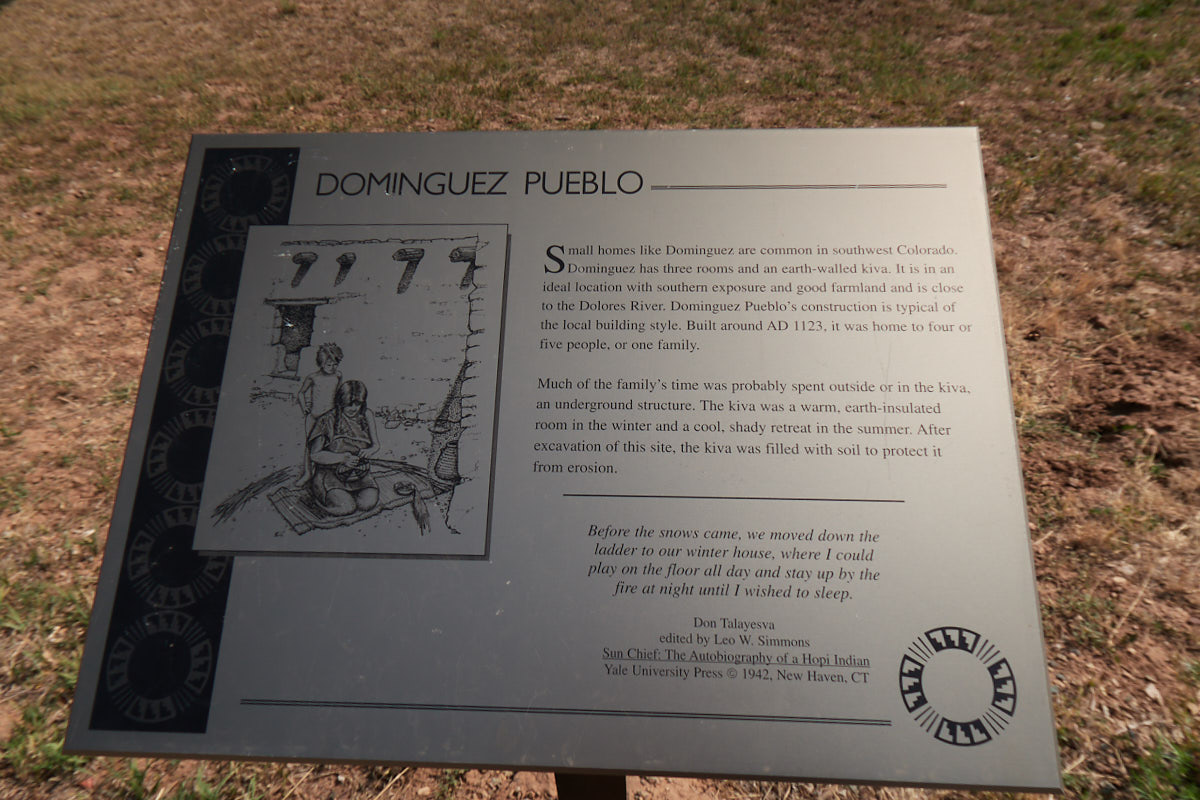 DOMINGUEZ PUEBLO
Small homes like Dominguez are common in southwest Colorado.
Dominguez has three rooms and an earth-walled kiva. It is in an
ideal location with southern exposure and good farmland and is close
to the Dolores River. Dominguez Pueblo's construction is typical of
the local building style. Built around AD 1123, it was home to four or
five people, or one family.
Much of the family's time was probably spent outside or in the kiva,
an underground structure. The kiva was a warm, earth-insulated
room in the winter and a cool, shady retreat in the summer. After
excavation of this site, the kiva was filled with soil to protect it
from erosion.
Before the snows came, we moved down the
ladder to our winter house, where I could
play on the floor all day and stay up by the
fire at night until I wished to sleep.
Don Talayesva
edited by Leo W. Simmons
Sun Chief: The Autobiography of a Hopi Indian
Yale University Press © 1942, New Haven, CT